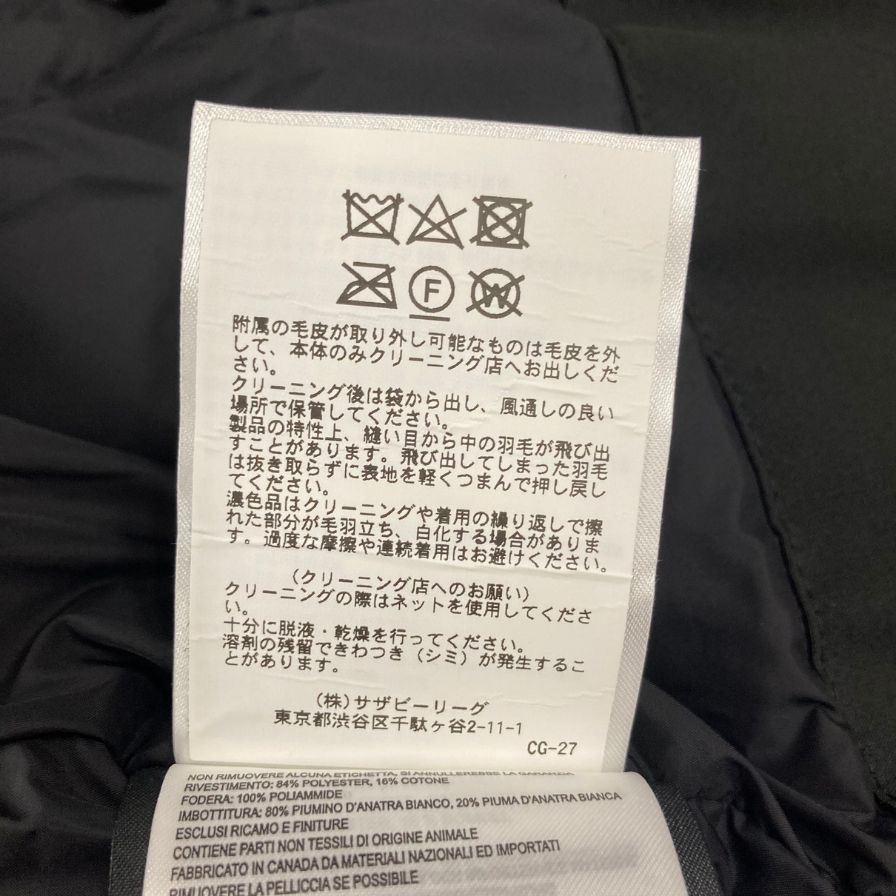 F
W
附属の毛皮が取り外し可能なものは毛皮を外
して、本体のみクリーニング店へお出しくだ
さい。
クリーニング後は袋から出し、風通しの良い
場所で保管してください。
製品の特性上、縫い目から中の羽毛が飛び出
すことがあります。飛び出してしまった羽毛
は抜き取らずに表地を軽くつまんで押し戻し
てください。
濃色品はクリーニングや着用の繰り返しで擦
れた部分が毛羽立ち、白化する場合がありま
す。過度な摩擦や連続着用はお避けください。
(クリーニング店へのお願い)
クリーニングの際はネットを使用してくださ
い。
十分に脱液・乾燥を行ってください。
溶剤の残留できわつき(シミ)が発生するこ
とがあります。
(株)サザビーリーグ
東京都渋谷区千駄ヶ谷2-11-1
CG-27
NON RIMUOVERE ALCUNA ETICHETTA, SI ANNULLEREBBE LA GARANZIA
RIVESTIMENTO: 84% POLYESTER, 16% COTONE
FODERA: 100% POLIAMMIDE
IMBOTTITURA: 80% PIUMINO D'ANATRA BIANCO, 20% PIUMA D'ANATRA BIANCA
ESCLUSI RICAMO E FINITURE
CONTIENE PARTI NON TESSILI DI ORIGINE ANIMALE
FABBRICATO IN CANADA DA MATERIALI NAZIONALI ED IMPORTATI
RIMUOVERE LA PELLICCIA SE POSSIBILE